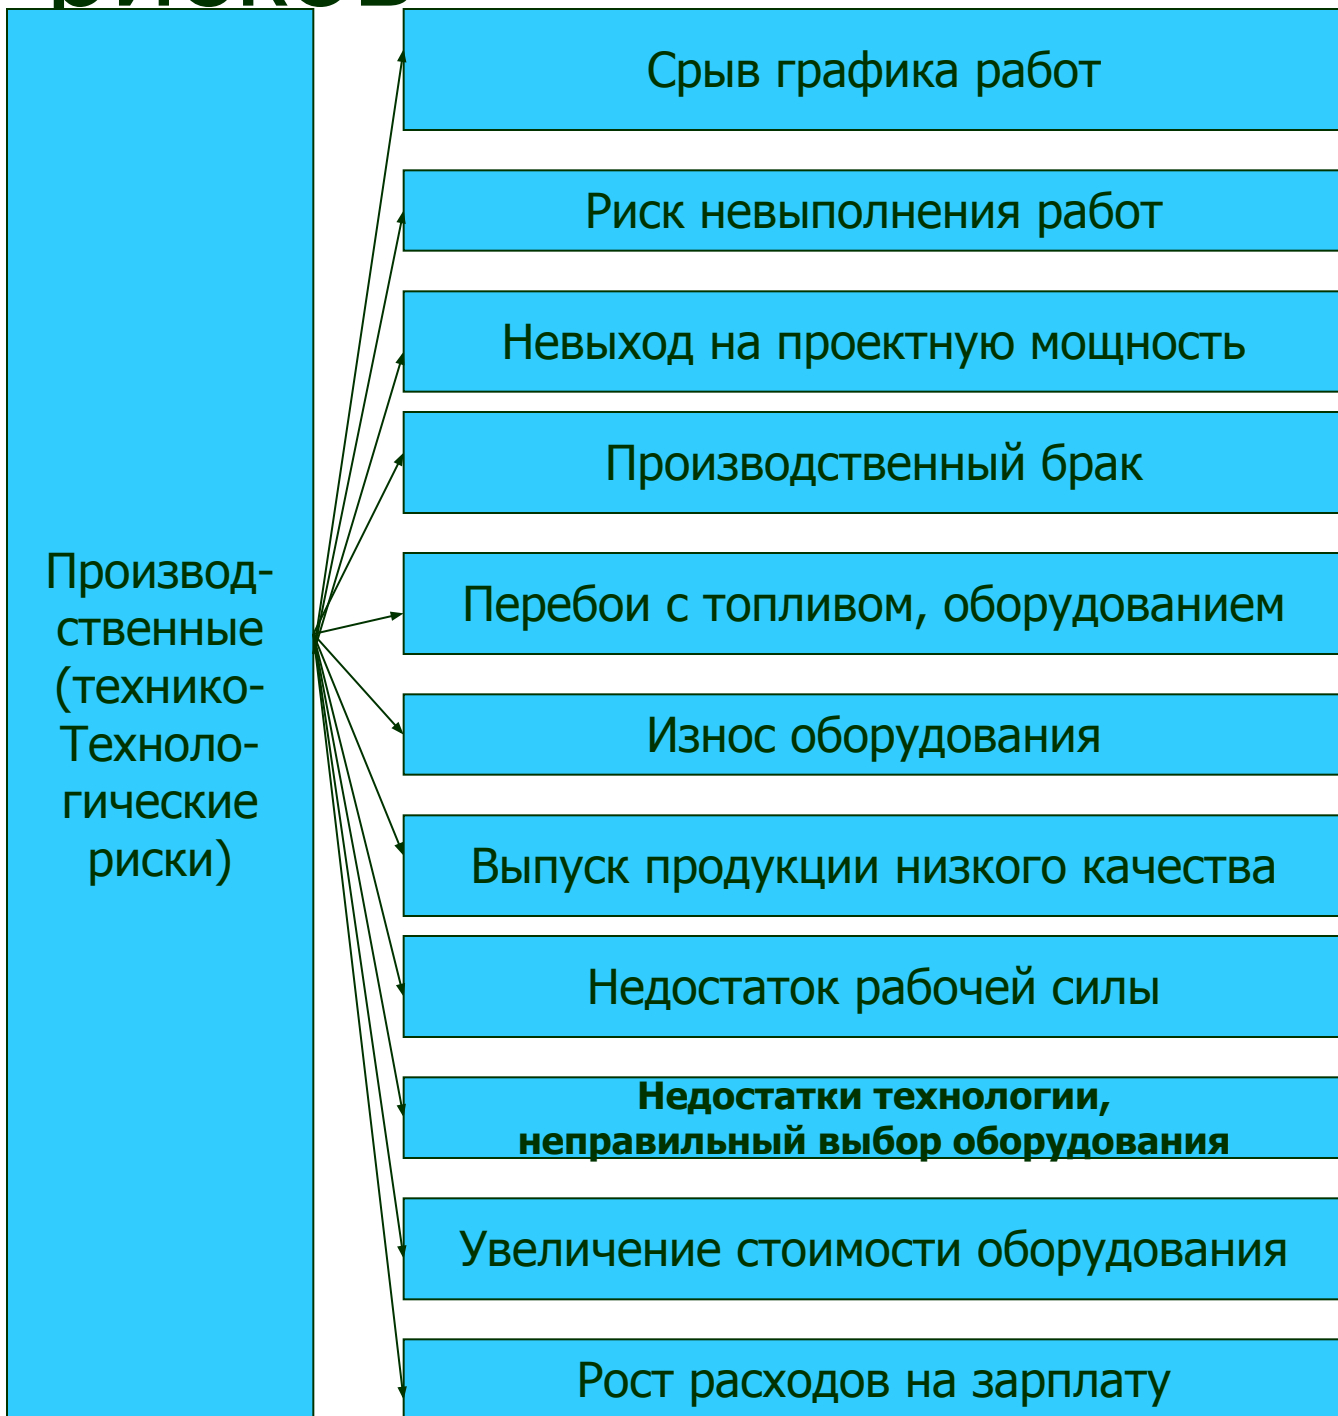 рисков
Срыв графика работ
Риск невыполнения работ
Невыход на проектную мощность
Производственный брак
Перебои с топливом, оборудованием
Износ оборудования
Выпуск продукции низкого качества
Недостаток рабочей силы
Недостатки технологии,
неправильный выбор оборудования
Увеличение стоимости оборудования
Рост расходов на зарплату
Производ-
ственные
(технико-
Техноло-
гические
риски)